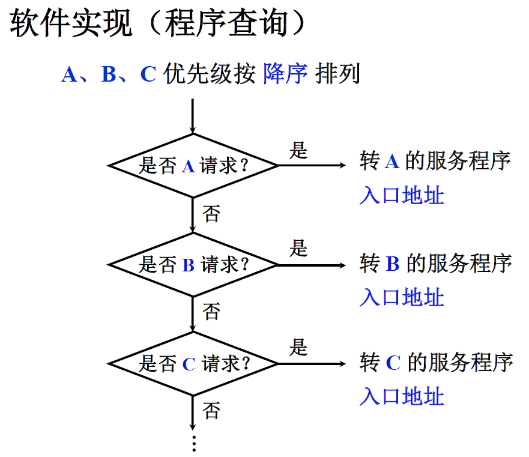 软件实现（程序查询）
A、B、C 优先级按 降序 排列
是否 A 请求？
是
转 A 的服务程序
入口地址
否
是否 B 请求？
是
转 B 的服务程序
入口地址
否
是否 C 请求？
是
转 C 的服务程序
入口地址
否
⋮